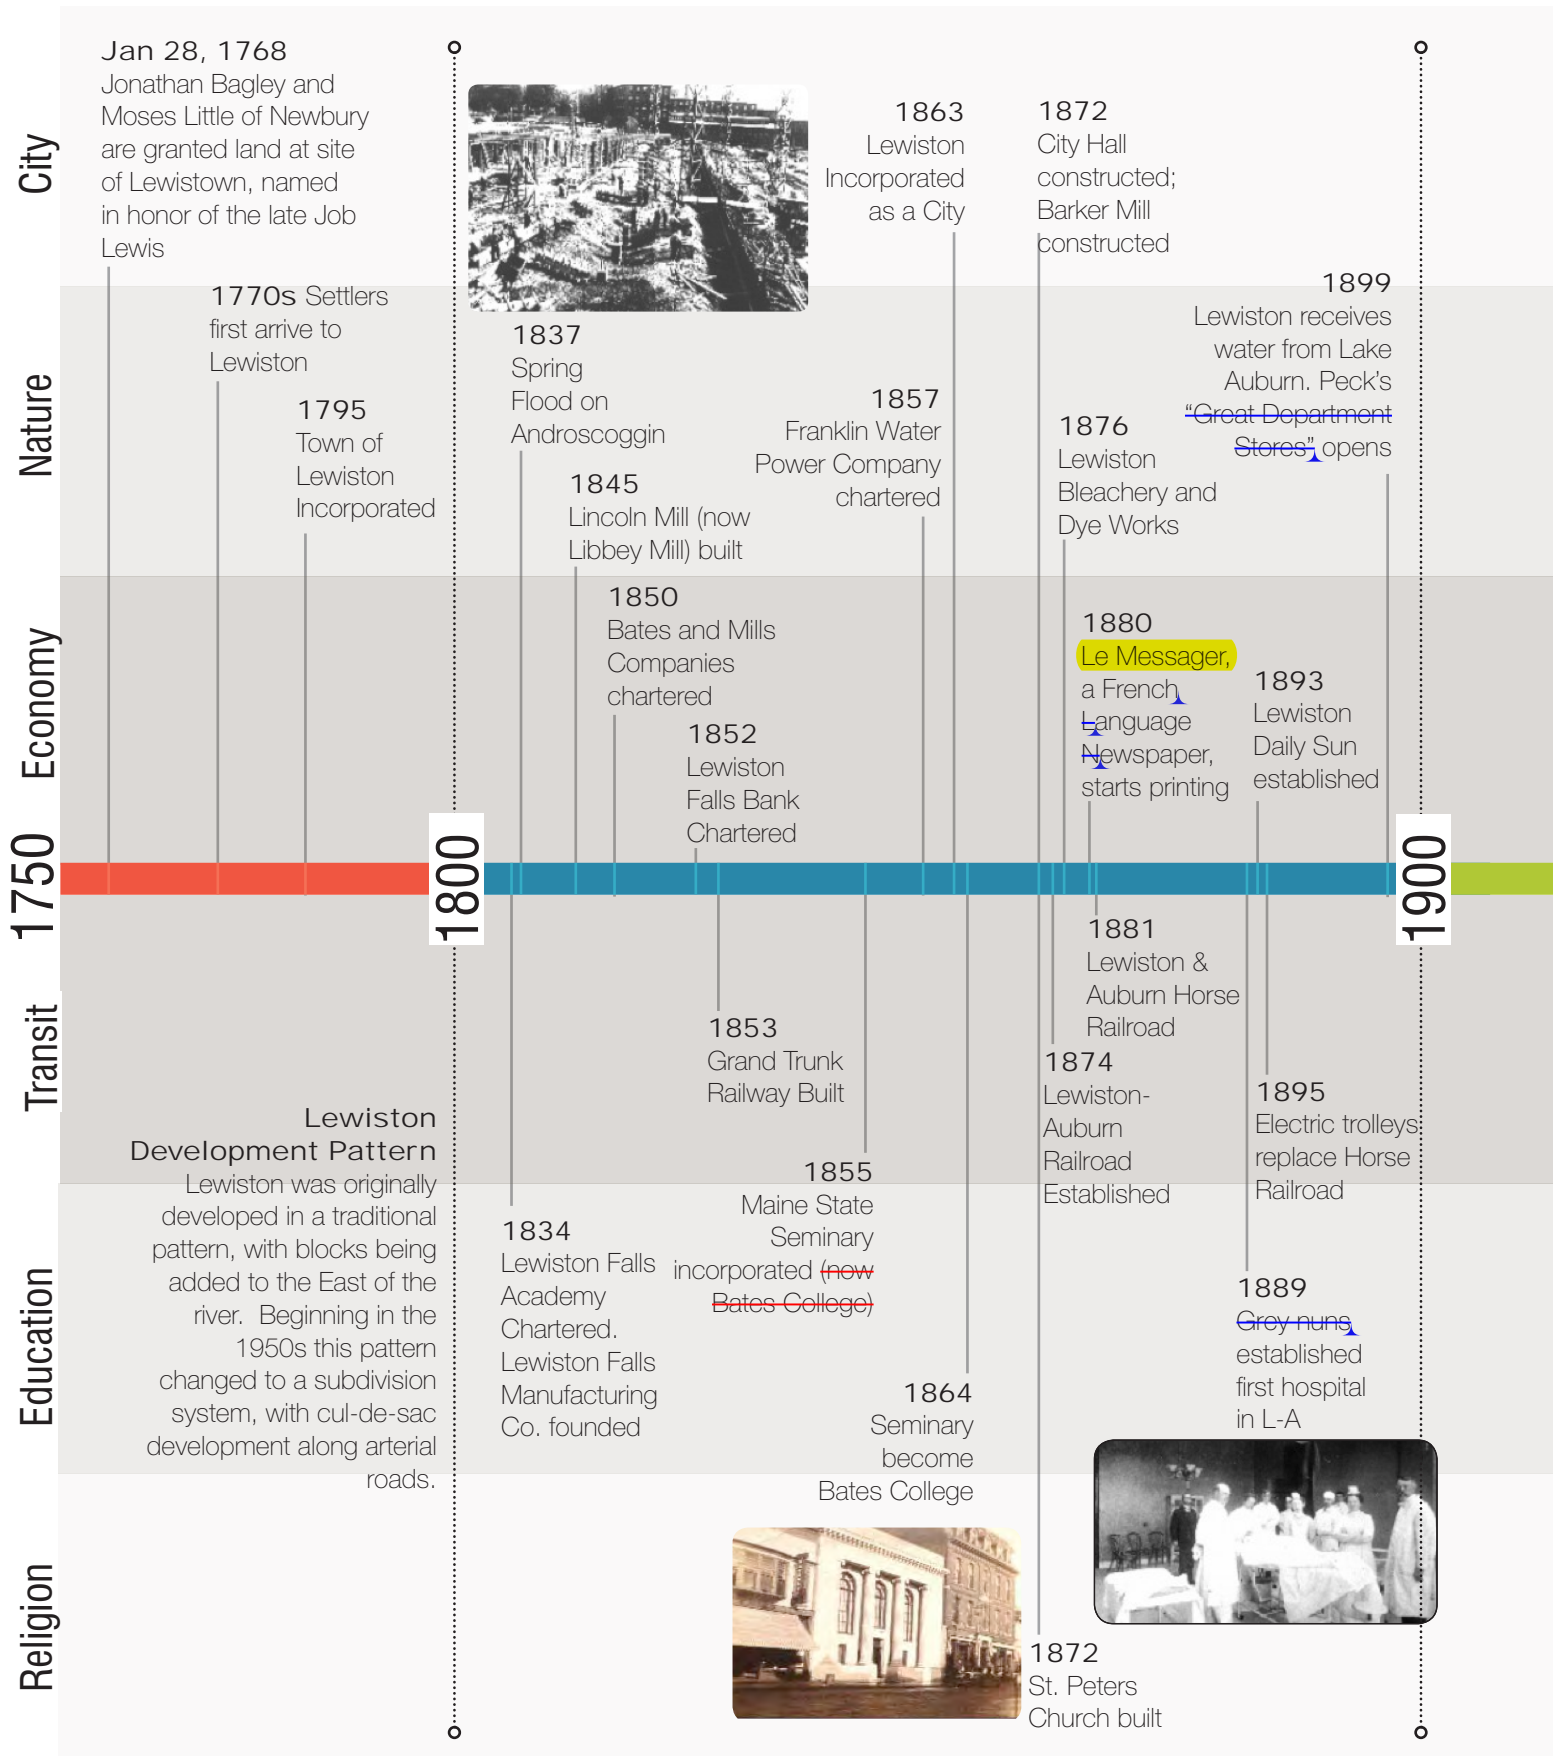 City
Nature
Economy
1750
Transit
Education
Religion
Jan 28, 1768
Jonathan Bagley and
Moses Little of Newbury
are granted land at site
of Lewistown, named
in honor of the late Job
Lewis
1770s Settlers
first arrive to
Lewiston
1795
Town of
Lewiston
Incorporated
1800
1837
Spring
Flood on
Androscoggin
1845
Lincoln Mill (now
Libbey Mill) built
1850
Bates and Mills
Companies
chartered
1852
Lewiston
Falls Bank
Chartered
1857
Franklin Water
Power Company
chartered
1863
Lewiston
Incorporated
as a City
1872
City Hall
constructed;
Barker Mill
constructed
1876
Lewiston
Bleachery and
Dye Works
1880
Le Messager,
a French
Language
Newspaper,
starts printing
1893
Lewiston
Daily Sun
established
1899
Lewiston receives
water from Lake
Auburn. Peck’s
“Great Department
Stores” opens
1900
Lewiston
Development Pattern
Lewiston was originally
developed in a traditional
pattern, with blocks being
added to the East of the
river. Beginning in the
1950s this pattern
changed to a subdivision
system, with cul-de-sac
development along arterial
roads.
1834
Lewiston Falls
Academy
Chartered.
Lewiston Falls
Manufacturing
Co. founded
1853
Grand Trunk
Railway Built
1855
Maine State
Seminary
incorporated (now
Bates College)
1864
Seminary
become
Bates College
1872
St. Peters
Church built
1874
Lewiston-
Auburn
Railroad
Established
1881
Lewiston &
Auburn Horse
Railroad
1889
Grey nuns
established
first hospital
in L-A
1895
Electric trolleys
replace Horse
Railroad